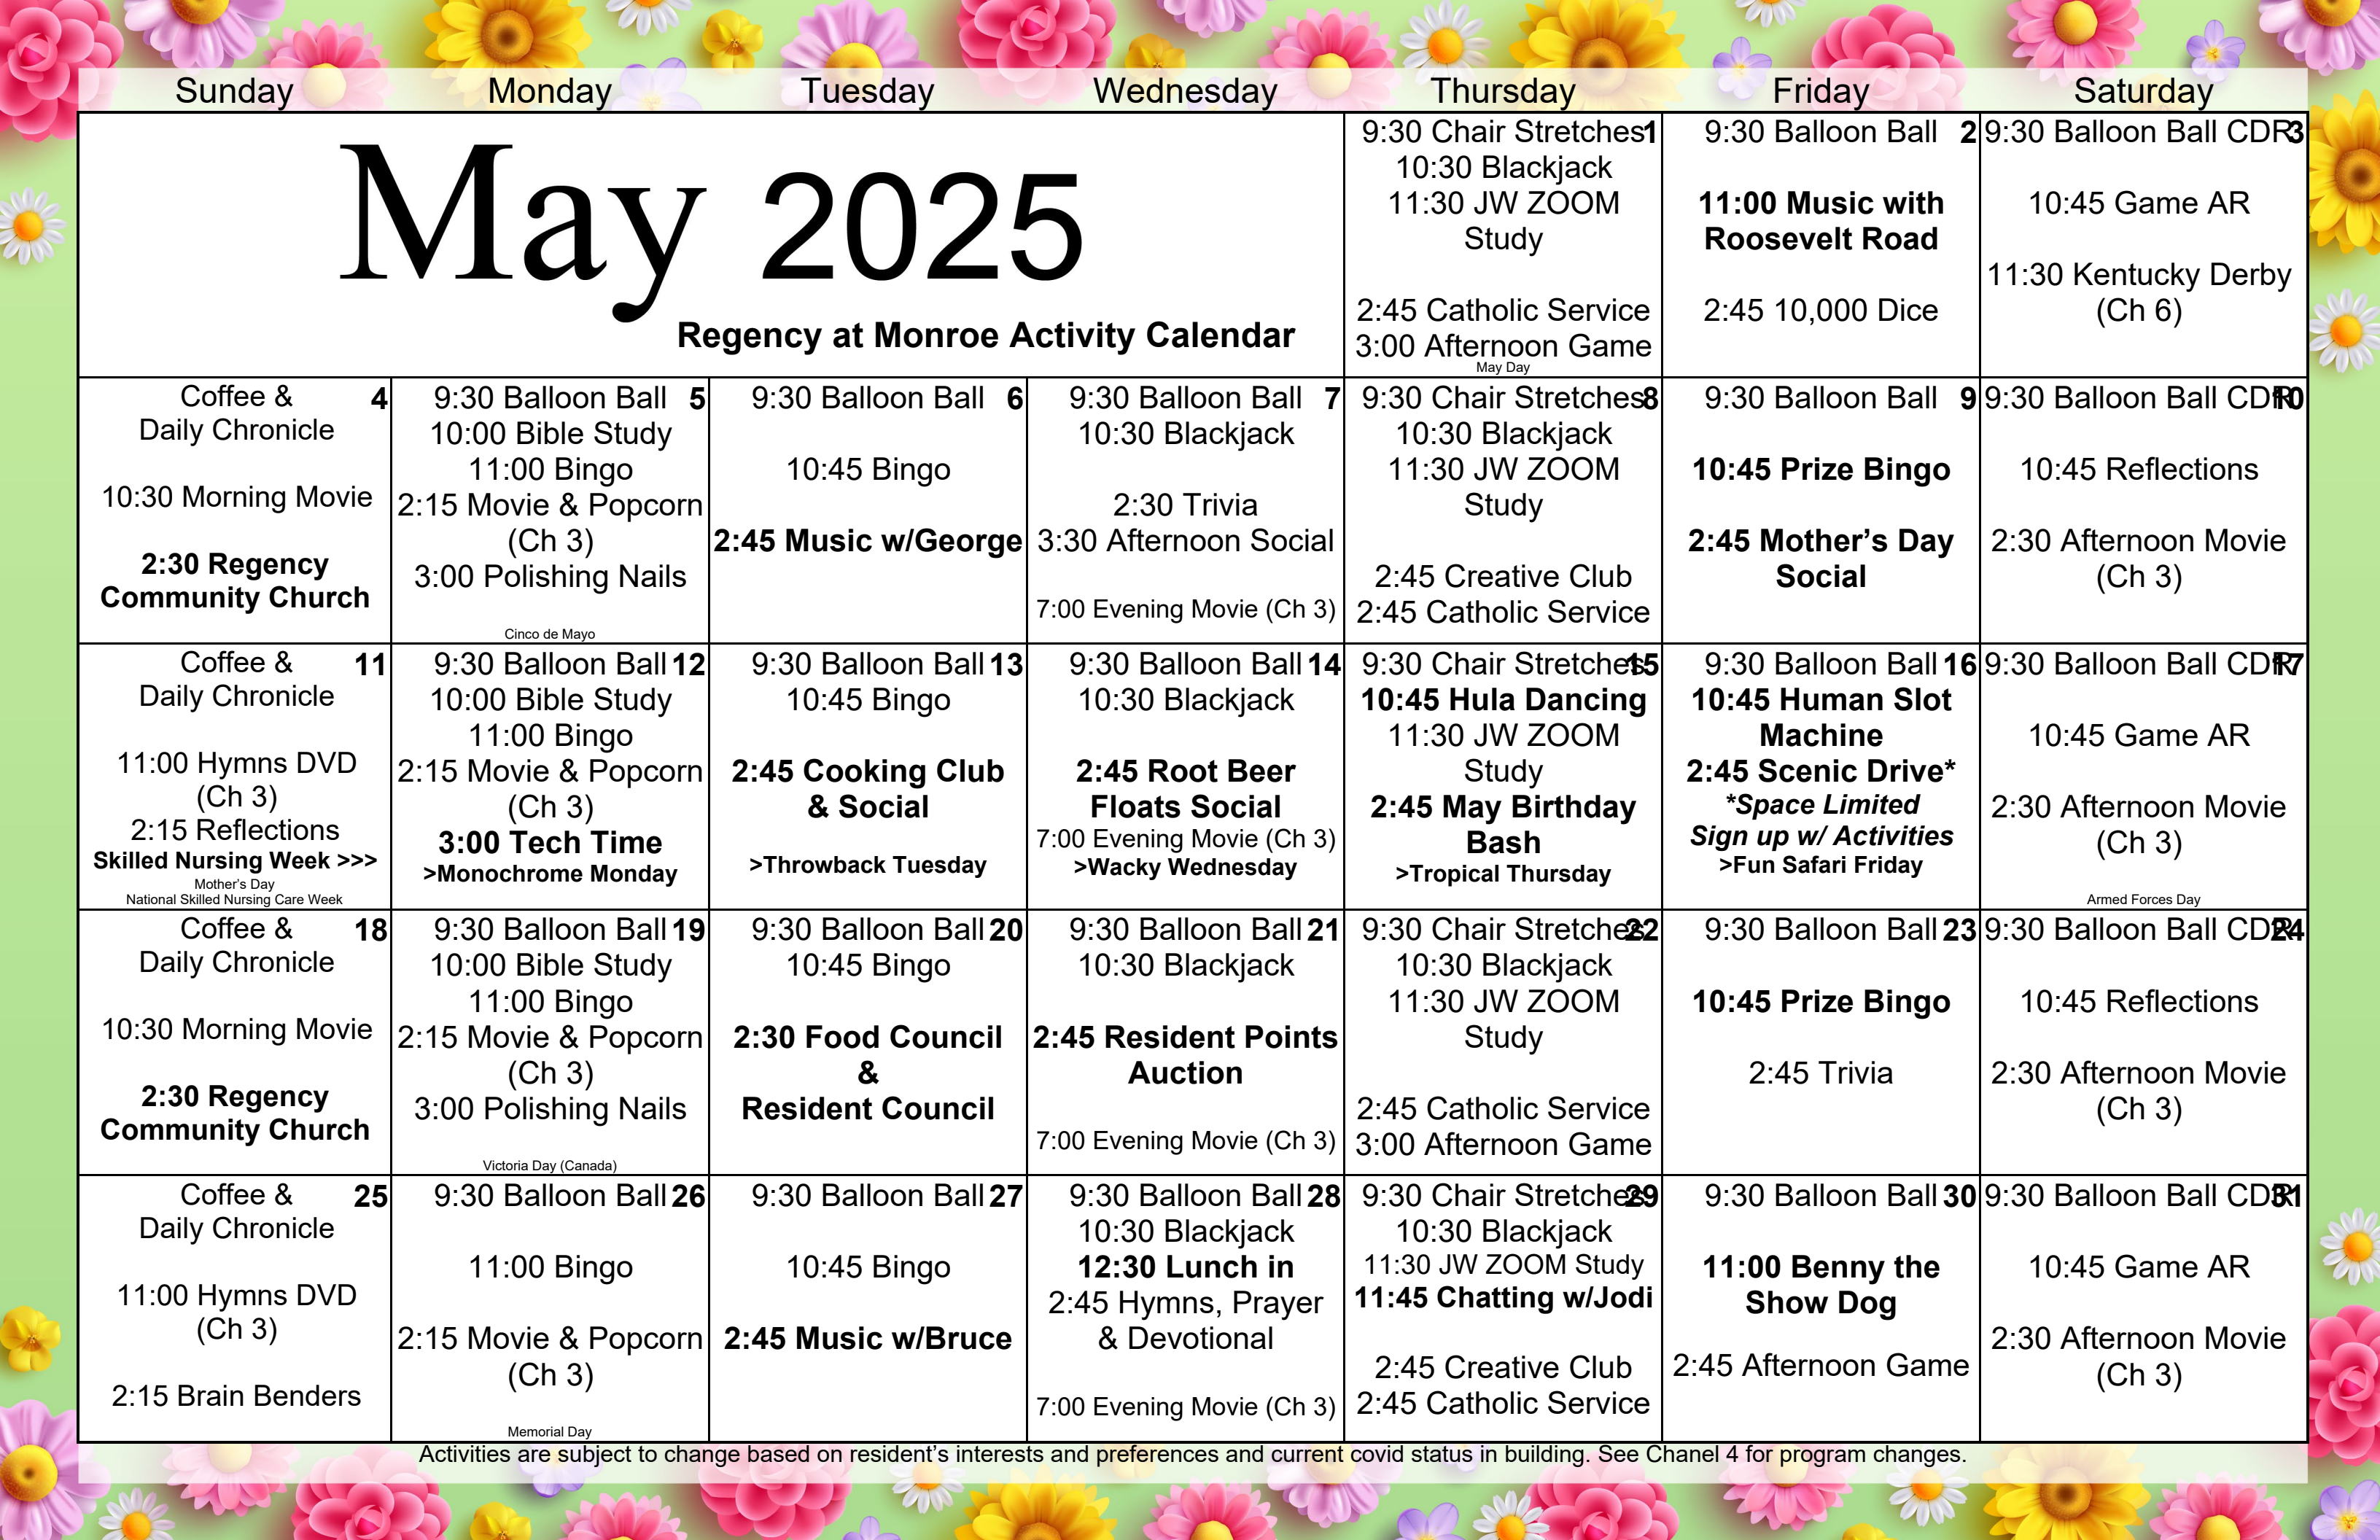 Sunday Monday Tuesday Wednesday Thursday Friday Saturday
May 2025
Regency at Monroe Activity Calendar
9:30 Chair Stretches 1
10:30 Blackjack
11:30 JW ZOOM
Study
2:45 Catholic Service
3:00 Afternoon Game
May Day
9:30 Balloon Ball 2
11:00 Music with
Roosevelt Road
2:45 10,000 Dice
9:30 Balloon Ball CDR 3
10:45 Game AR
11:30 Kentucky Derby
(Ch 6)
Coffee & 4
Daily Chronicle
10:30 Morning Movie
2:30 Regency
Community Church
9:30 Balloon Ball 5
10:00 Bible Study
11:00 Bingo
2:15 Movie & Popcorn
(Ch 3)
3:00 Polishing Nails
Cinco de Mayo
9:30 Balloon Ball 6
10:45 Bingo
2:45 Music w/George
9:30 Balloon Ball 7
10:30 Blackjack
2:30 Trivia
3:30 Afternoon Social
7:00 Evening Movie (Ch 3)
9:30 Chair Stretches 8
10:30 Blackjack
11:30 JW ZOOM
Study
2:45 Creative Club
2:45 Catholic Service
9:30 Balloon Ball 9
10:45 Prize Bingo
2:45 Mother’s Day
Social
9:30 Balloon Ball CDR 10
10:45 Reflections
2:30 Afternoon Movie
(Ch 3)
Coffee & 11
Daily Chronicle
11:00 Hymns DVD
(Ch 3)
2:15 Reflections
Skilled Nursing Week >>>
Mother’s Day
National Skilled Nursing Care Week
9:30 Balloon Ball 12
10:00 Bible Study
11:00 Bingo
2:15 Movie & Popcorn
(Ch 3)
3:00 Tech Time
>Monochrome Monday
9:30 Balloon Ball 13
10:45 Bingo
2:45 Cooking Club
& Social
>Throwback Tuesday
9:30 Balloon Ball 14
10:30 Blackjack
2:45 Root Beer
Floats Social
7:00 Evening Movie (Ch 3)
>Wacky Wednesday
9:30 Chair Stretches 15
10:45 Hula Dancing
11:30 JW ZOOM
Study
2:45 May Birthday
Bash
>Tropical Thursday
9:30 Balloon Ball 16
10:45 Human Slot
Machine
2:45 Scenic Drive*
*Space Limited
Sign up w/ Activities
>Fun Safari Friday
9:30 Balloon Ball CDR 17
10:45 Game AR
2:30 Afternoon Movie
(Ch 3)
Armed Forces Day
Coffee & 18
Daily Chronicle
10:30 Morning Movie
2:30 Regency
Community Church
9:30 Balloon Ball 19
10:00 Bible Study
11:00 Bingo
2:15 Movie & Popcorn
(Ch 3)
3:00 Polishing Nails
Victoria Day (Canada)
9:30 Balloon Ball 20
10:45 Bingo
2:30 Food Council
&
Resident Council
9:30 Balloon Ball 21
10:30 Blackjack
2:45 Resident Points
Auction
7:00 Evening Movie (Ch 3)
9:30 Chair Stretches 22
10:30 Blackjack
11:30 JW ZOOM
Study
2:45 Catholic Service
3:00 Afternoon Game
9:30 Balloon Ball 23
10:45 Prize Bingo
2:45 Trivia
9:30 Balloon Ball CDR 24
10:45 Reflections
2:30 Afternoon Movie
(Ch 3)
Coffee & 25
Daily Chronicle
11:00 Hymns DVD
(Ch 3)
2:15 Brain Benders
9:30 Balloon Ball 26
11:00 Bingo
2:15 Movie & Popcorn
(Ch 3)
Memorial Day
9:30 Balloon Ball 27
10:45 Bingo
2:45 Music w/Bruce
9:30 Balloon Ball 28
10:30 Blackjack
12:30 Lunch in
2:45 Hymns, Prayer
& Devotional
7:00 Evening Movie (Ch 3)
9:30 Chair Stretches 29
10:30 Blackjack
11:30 JW ZOOM Study
11:45 Chatting w/Jodi
2:45 Creative Club
2:45 Catholic Service
9:30 Balloon Ball 30
11:00 Benny the
Show Dog
2:45 Afternoon Game
9:30 Balloon Ball CDR 31
10:45 Game AR
2:30 Afternoon Movie
(Ch 3)
Activities are subject to change based on resident’s interests and preferences and current covid status in building. See Chanel 4 for program changes.